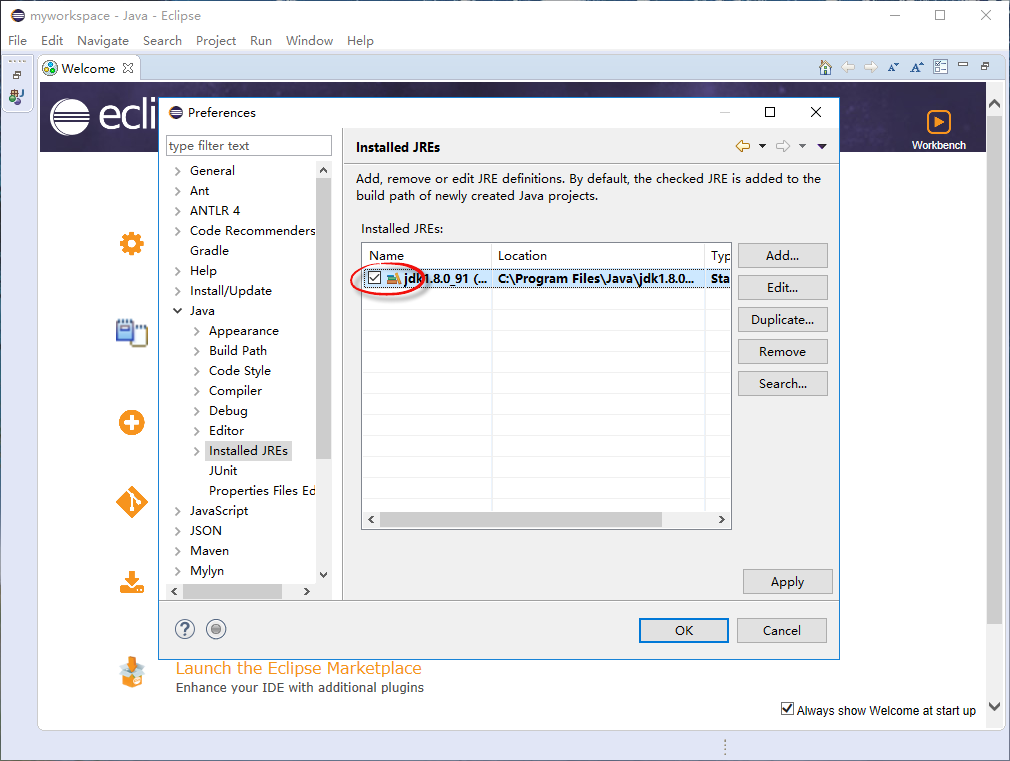 myworkspace - Java - Eclipse
File Edit Navigate Search Project Run Window Help
Welcome
ecli
Workbench
Preferences
type filter text
General
Ant
ANTLR 4
Code Recommenders
Gradle
Help
Install/Update
Java
Appearance
Build Path
Code Style
Compiler
Debug
Editor
Installed JREs
JUnit
Properties Files Ed
JavaScript
JSON
Maven
Mylyn
Installed JREs
Add, remove or edit JRE definitions. By default, the checked JRE is added to the
build path of newly created Java projects.
Installed JREs:
Name Location Typ
jdk1.8.0_91 (... C:\Program Files\Java\jdk1.8.0... Sta
Add...
Edit...
Duplicate...
Remove
Search...
Apply
OK Cancel
Launch the Eclipse Marketplace
Enhance your IDE with additional plugins
Always show Welcome at start up